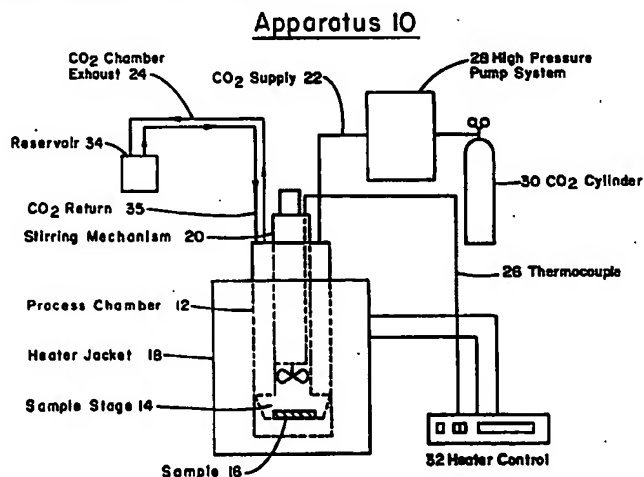 Apparatus 10
CO2 Chamber
Exhaust 24
CO2 Supply 22
28 High Pressure
Pump System
Reservoir 34
30 CO2 Cylinder
CO2 Return 35
Stirring Mechanism 20
26 Thermocouple
Process Chamber 12
Heater Jacket 18
Sample Stage 14
32 Heater Control
Sample 16